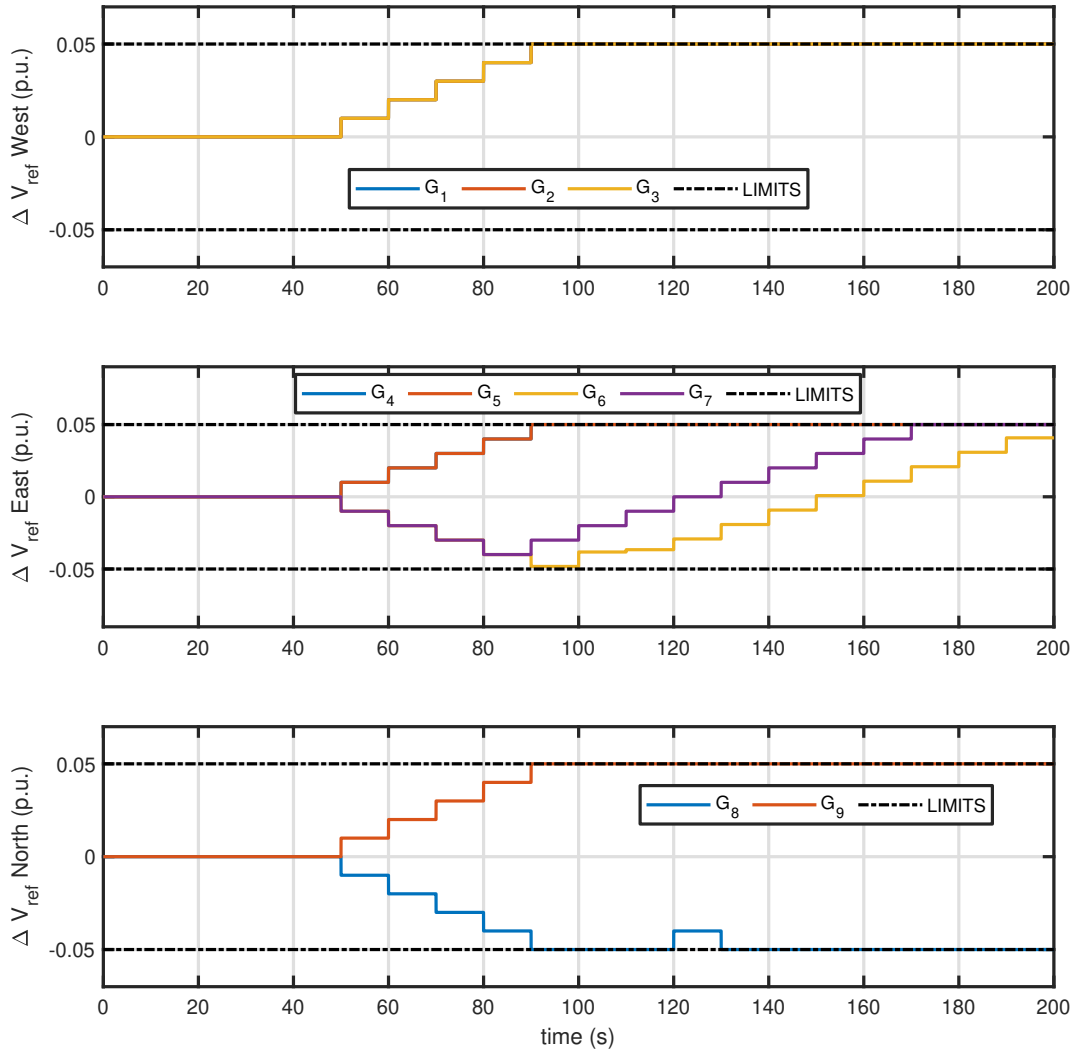 Δ V_ref West (p.u.)
0.05
0
-0.05
G_1 G_2 G_3 LIMITS
0 20 40 60 80 100 120 140 160 180 200
Δ V_ref East (p.u.)
G_4 G_5 G_6 G_7 LIMITS
0.05
0
-0.05
0 20 40 60 80 100 120 140 160 180 200
Δ V_ref North (p.u.)
0.05
0
-0.05
G_8 G_9 LIMITS
0 20 40 60 80 100 120 140 160 180 200
time (s)